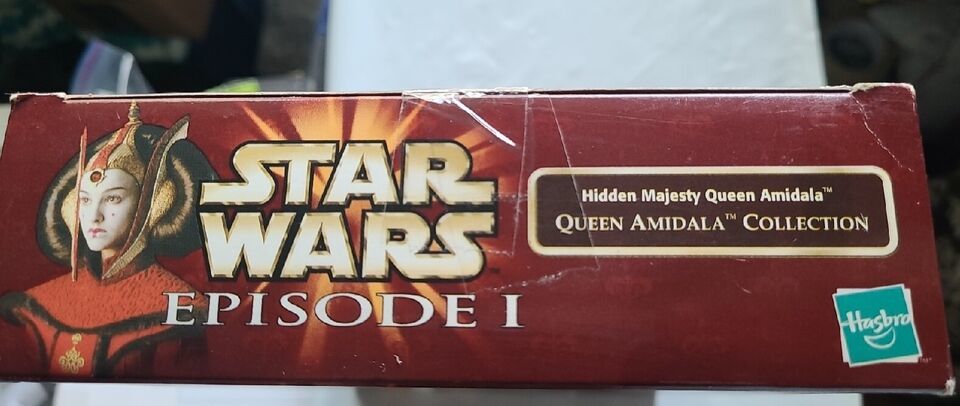 STAR
WARS
EPISODE I
Hidden Majesty Queen Amidala™
QUEEN AMIDALA™ COLLECTION
Hasbro